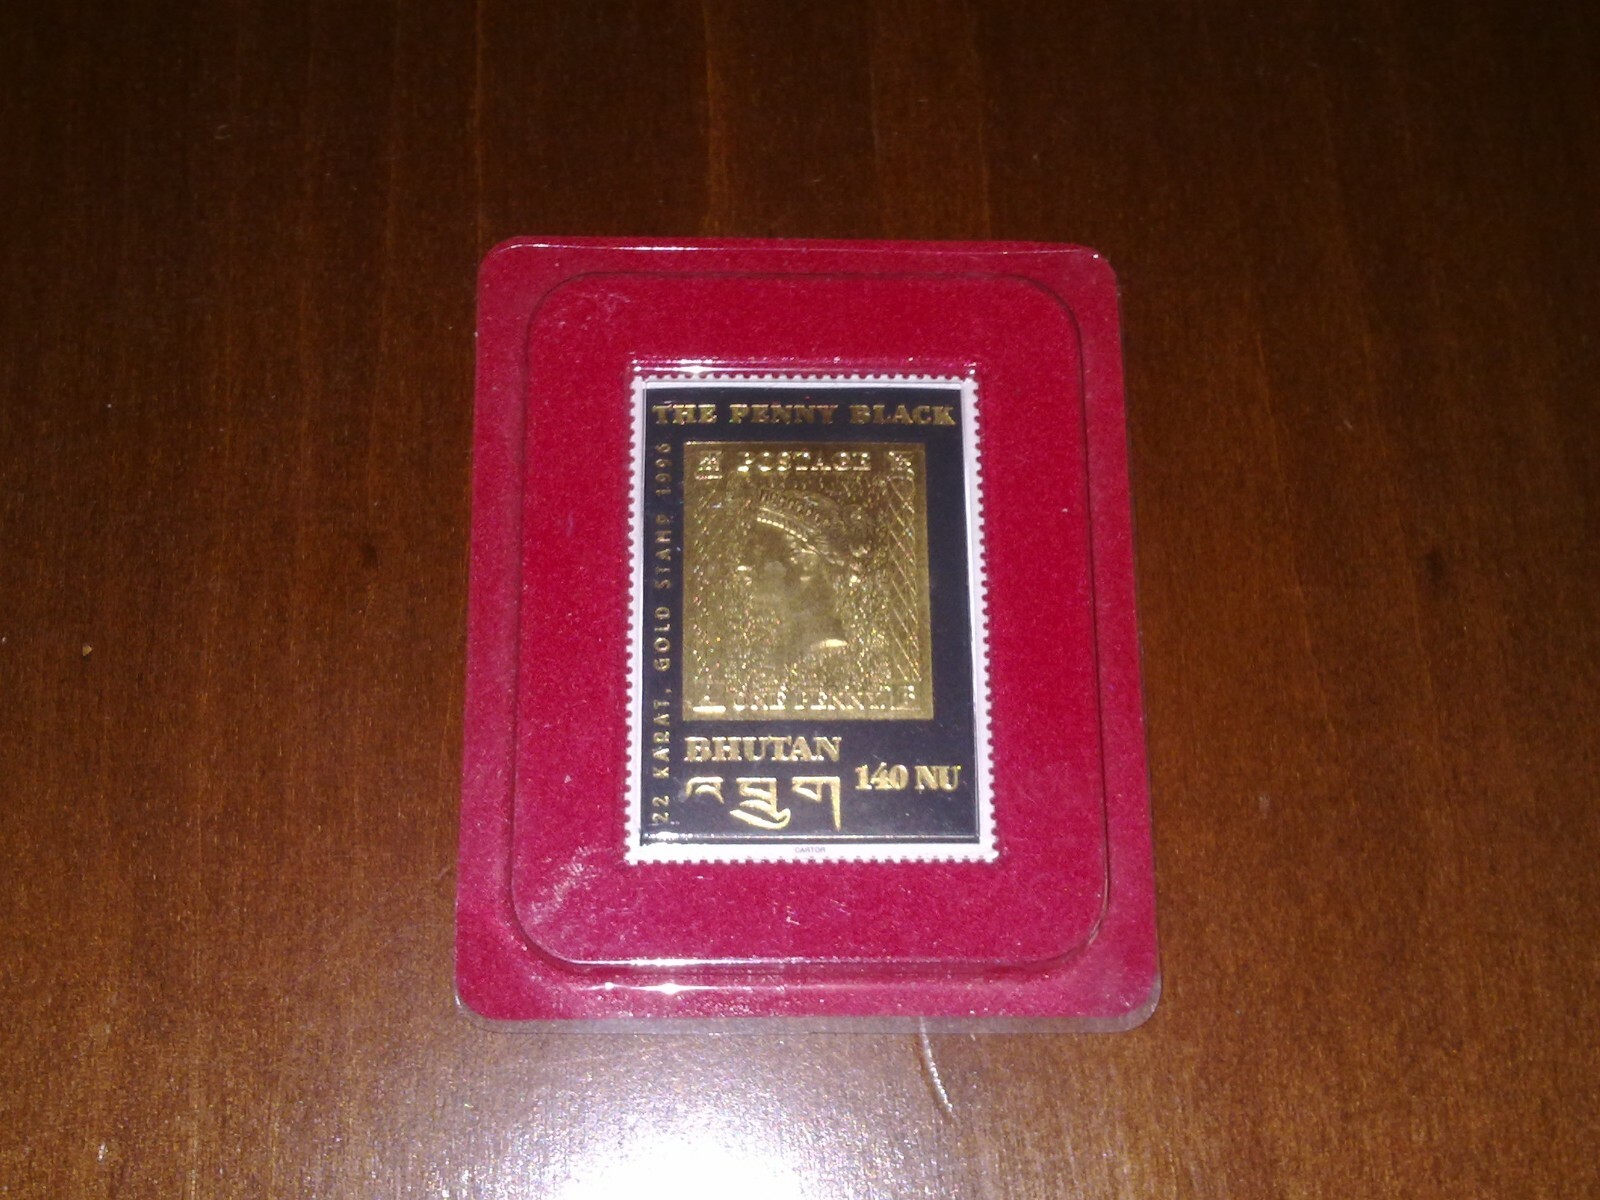 THE PENNY BLACK
22 KARAT. GOLD STAMP 1996
POSTAGE
ONE PENNY.
BHUTAN
140 NU
འབྲུག
CARTOR